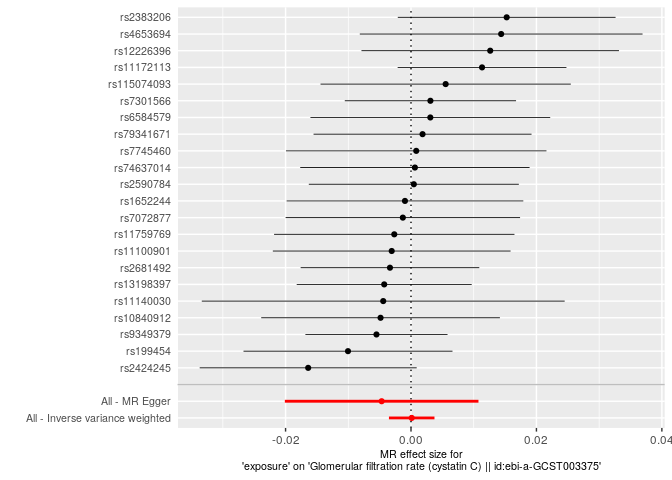 rs2383206
rs4653694
rs12226396
rs11172113
rs115074093
rs7301566
rs6584579
rs79341671
rs7745460
rs74637014
rs2590784
rs1652244
rs7072877
rs11759769
rs11100901
rs2681492
rs13198397
rs11140030
rs10840912
rs9349379
rs199454
rs2424245
All - MR Egger
All - Inverse variance weighted
-0.02 0.00 0.02 0.04
MR effect size for
'exposure' on 'Glomerular filtration rate (cystatin C) || id:ebi-a-GCST003375'